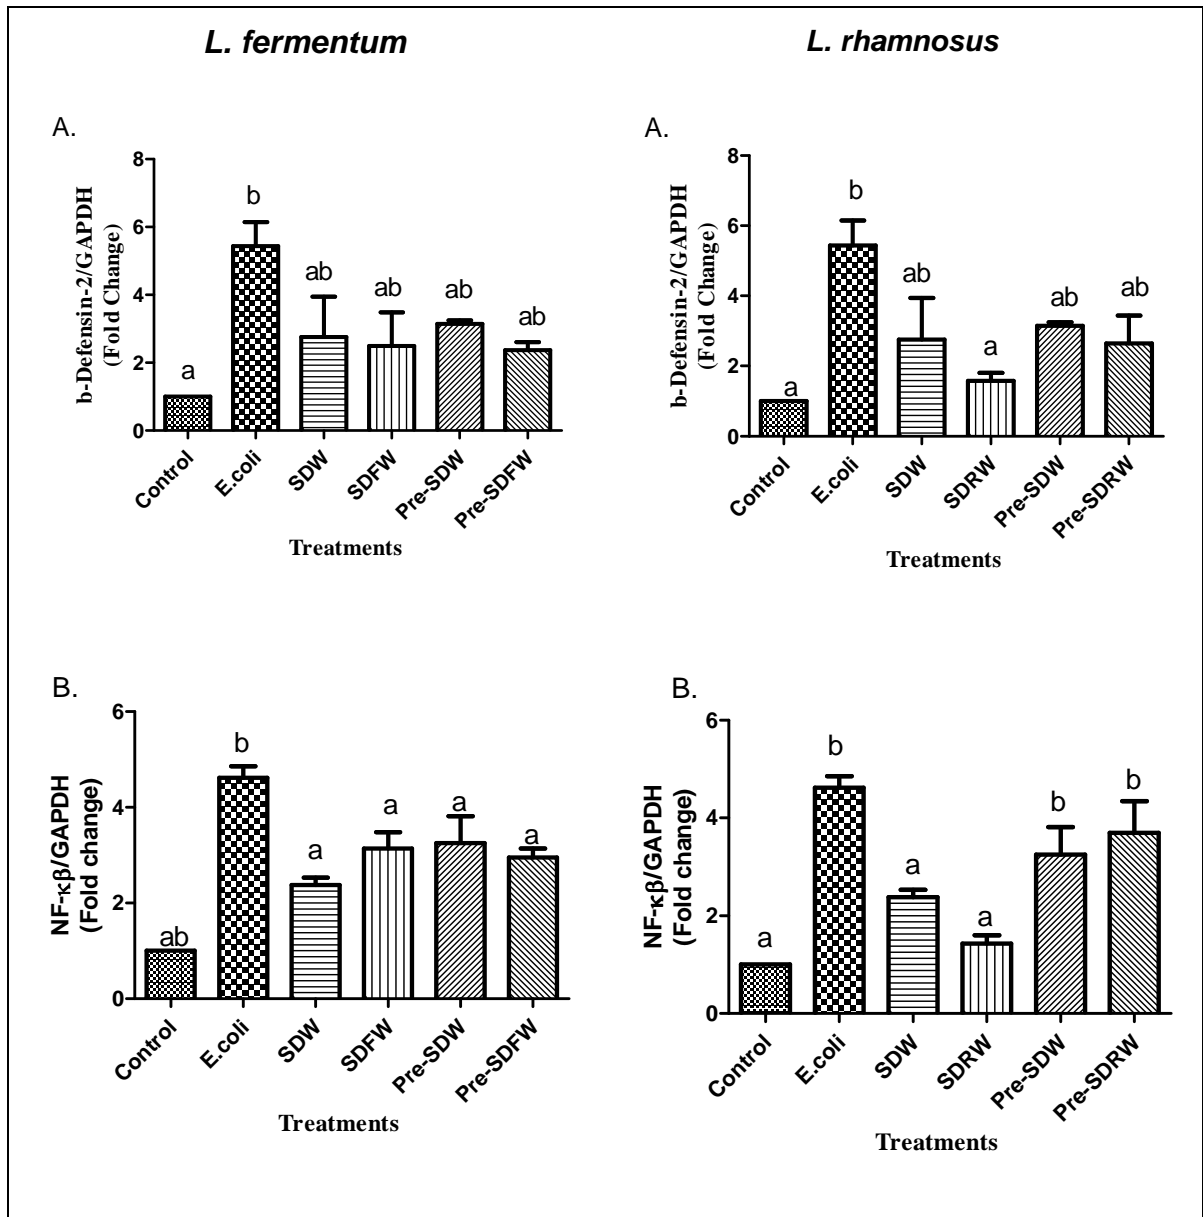 L. fermentum
L. rhamnosus
A.
b-Defensin-2/GAPDH
(Fold Change)
8
6
4
2
0
a
b
ab
ab
ab
ab
Control
E.coli
SDW
SDFW
Pre-SDW
Pre-SDFW
Treatments
A.
b-Defensin-2/GAPDH
(Fold Change)
8
6
4
2
0
a
b
ab
a
ab
ab
Control
E.coli
SDW
SDRW
Pre-SDW
Pre-SDRW
Treatments
B.
NF-κβ/GAPDH
(Fold change)
6
4
2
0
ab
b
a
a
a
a
Control
E.coli
SDW
SDFW
Pre-SDW
Pre-SDFW
Treatments
B.
NF-κβ/GAPDH
(Fold change)
6
4
2
0
a
b
a
a
b
b
Control
E.coli
SDW
SDRW
Pre-SDW
Pre-SDRW
Treatments